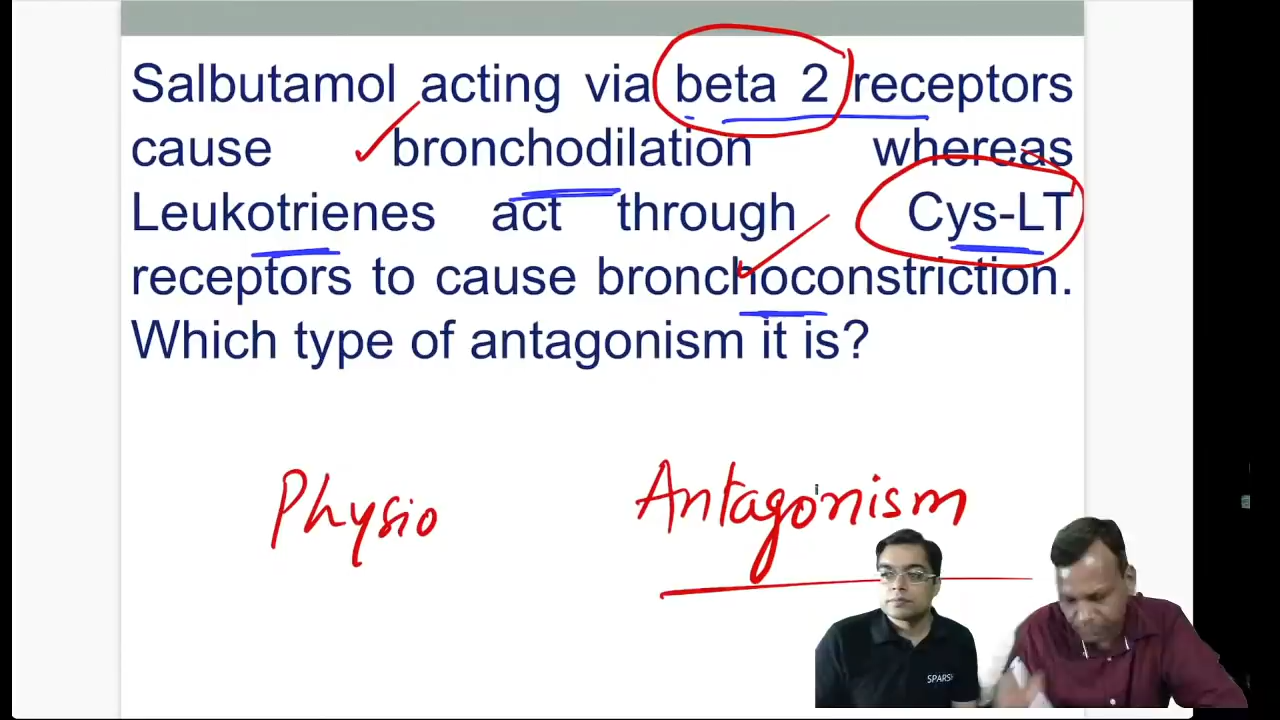 Salbutamol acting via beta 2 receptors
cause bronchodilation whereas
Leukotrienes act through Cys-LT
receptors to cause bronchoconstriction.
Which type of antagonism it is?
Physio Antagonism
SPARSH